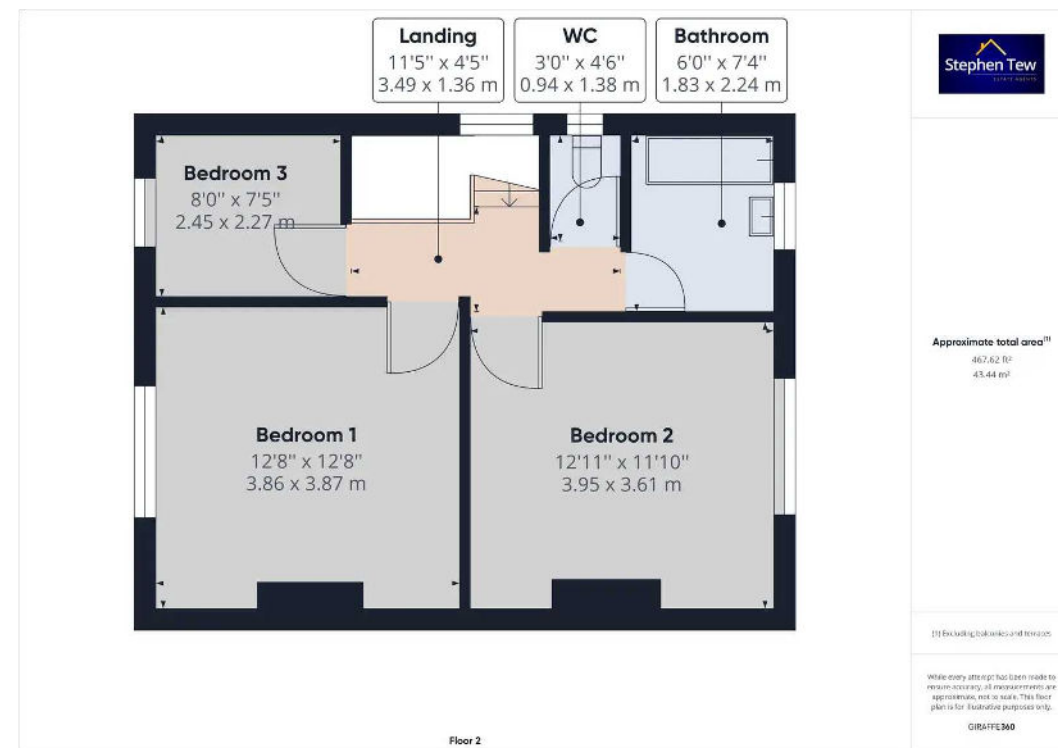 Landing
11'5" x 4'5"
3.49 x 1.36 m
WC
3'0" x 4'6"
0.94 x 1.38 m
Bathroom
6'0" x 7'4"
1.83 x 2.24 m
Bedroom 3
8'0" x 7'5"
2.45 x 2.27 m
Bedroom 1
12'8" x 12'8"
3.86 x 3.87 m
Bedroom 2
12'11" x 11'10"
3.95 x 3.61 m
Floor 2
Stephen Tew
ESTATE AGENTS
Approximate total area(1)
467.62 ft²
43.44 m²
(1) Excluding balconies and terraces
While every attempt has been made to
ensure accuracy, all measurements are
approximate, not to scale. This floor
plan is for illustrative purposes only.
GIRAFFE360